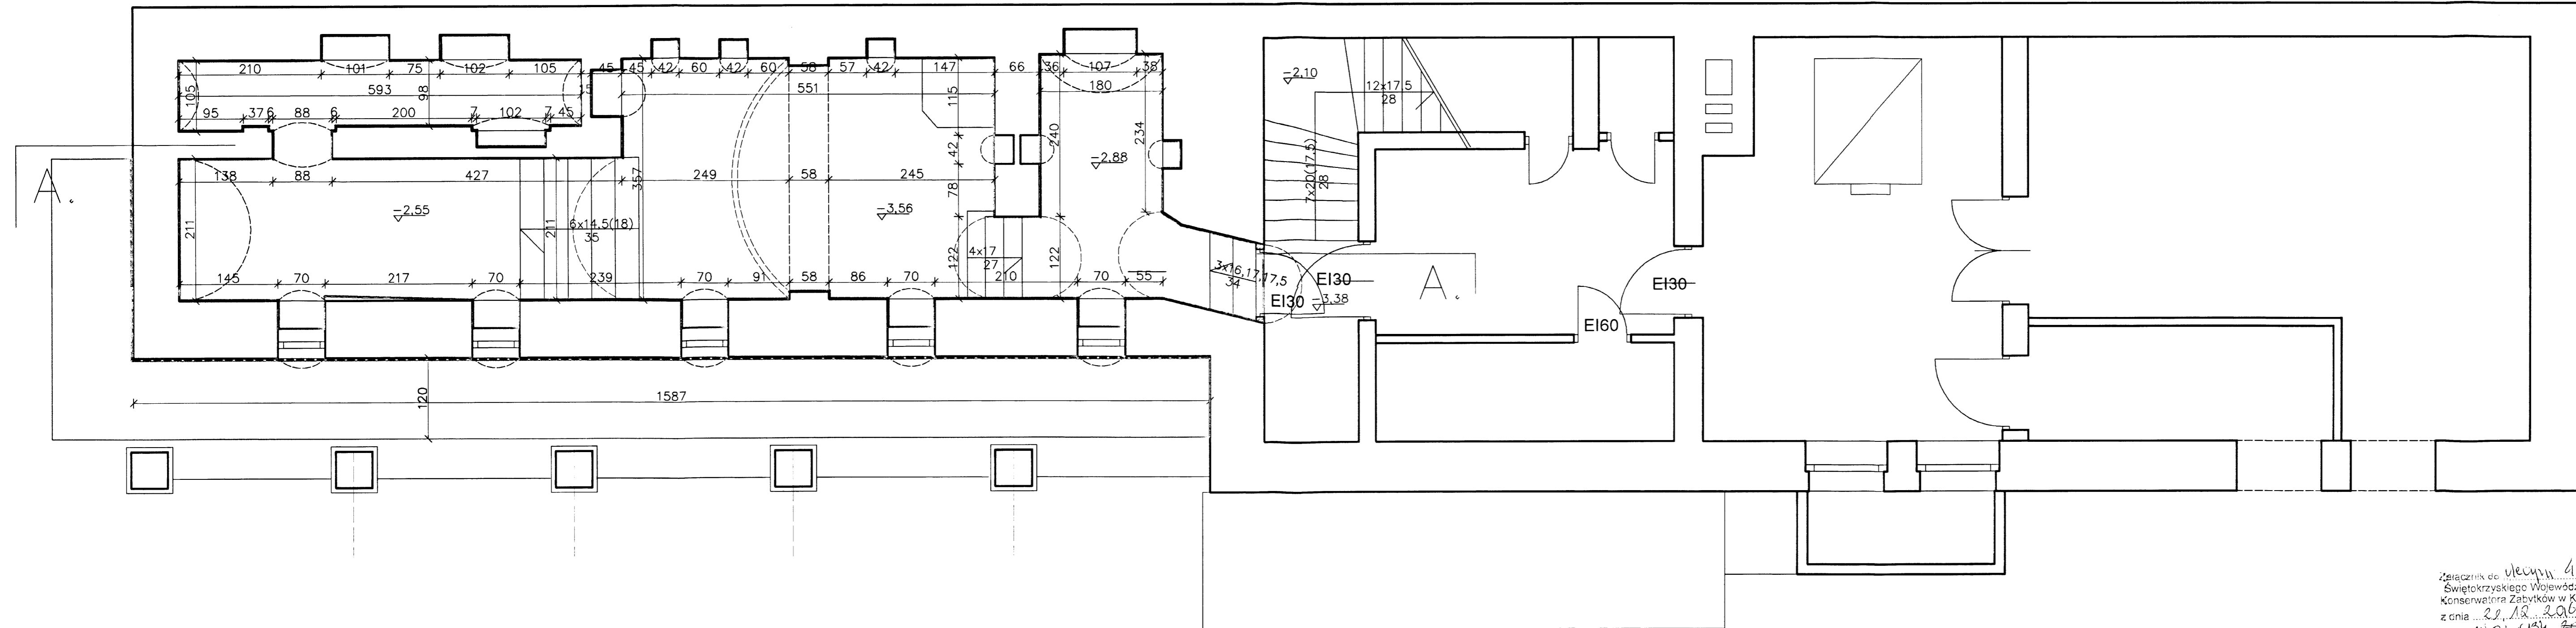 210 101 75 102 105 45 45 42 60 42 60 58 57 42 147 66 36 107 38
593 551 180
105 98 115
95 37 6 88 6 200 7 102 7 45
240 234
42
78
138 88 427 249 58 245
357
-2,10
12x17,5
28
7x20(17,5)
28
-2,88
-2,55
-3,56
211 211
6x14,5(18)
35
4x17
27
122 122
3x16,17,17,5
34
145 70 217 70 239 70 91 58 86 70 210 70 55
A. A.
EI30 EI30 EI30
-3,38
EI60
120
1587
Załącznik do decyzji
Świętokrzyskiego Wojewódz
Konserwatora Zabytków w K
z dnia 29.12.